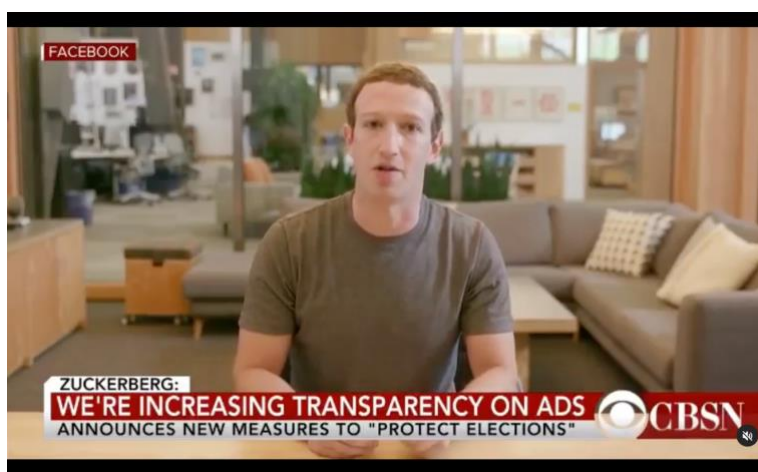 FACEBOOK
ZUCKERBERG:
WE'RE INCREASING TRANSPARENCY ON ADS
ANNOUNCES NEW MEASURES TO "PROTECT ELECTIONS"
CBSN